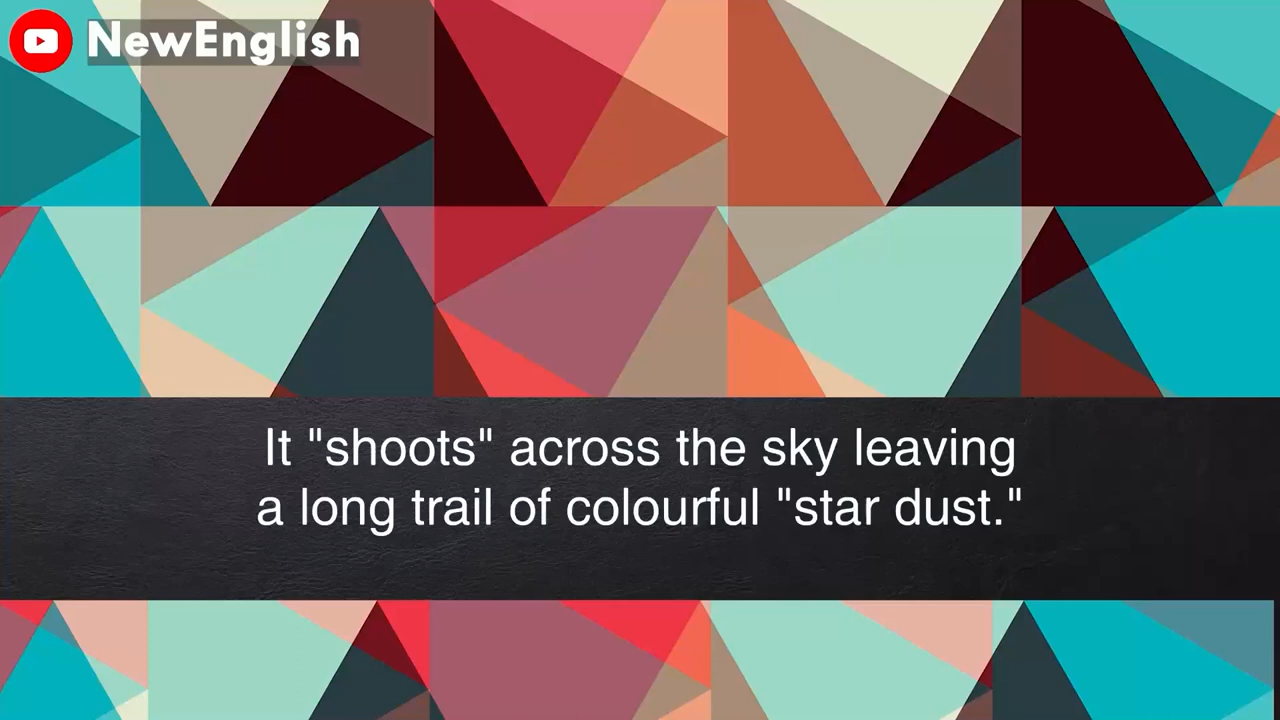 NewEnglish
It "shoots" across the sky leaving
a long trail of colourful "star dust."